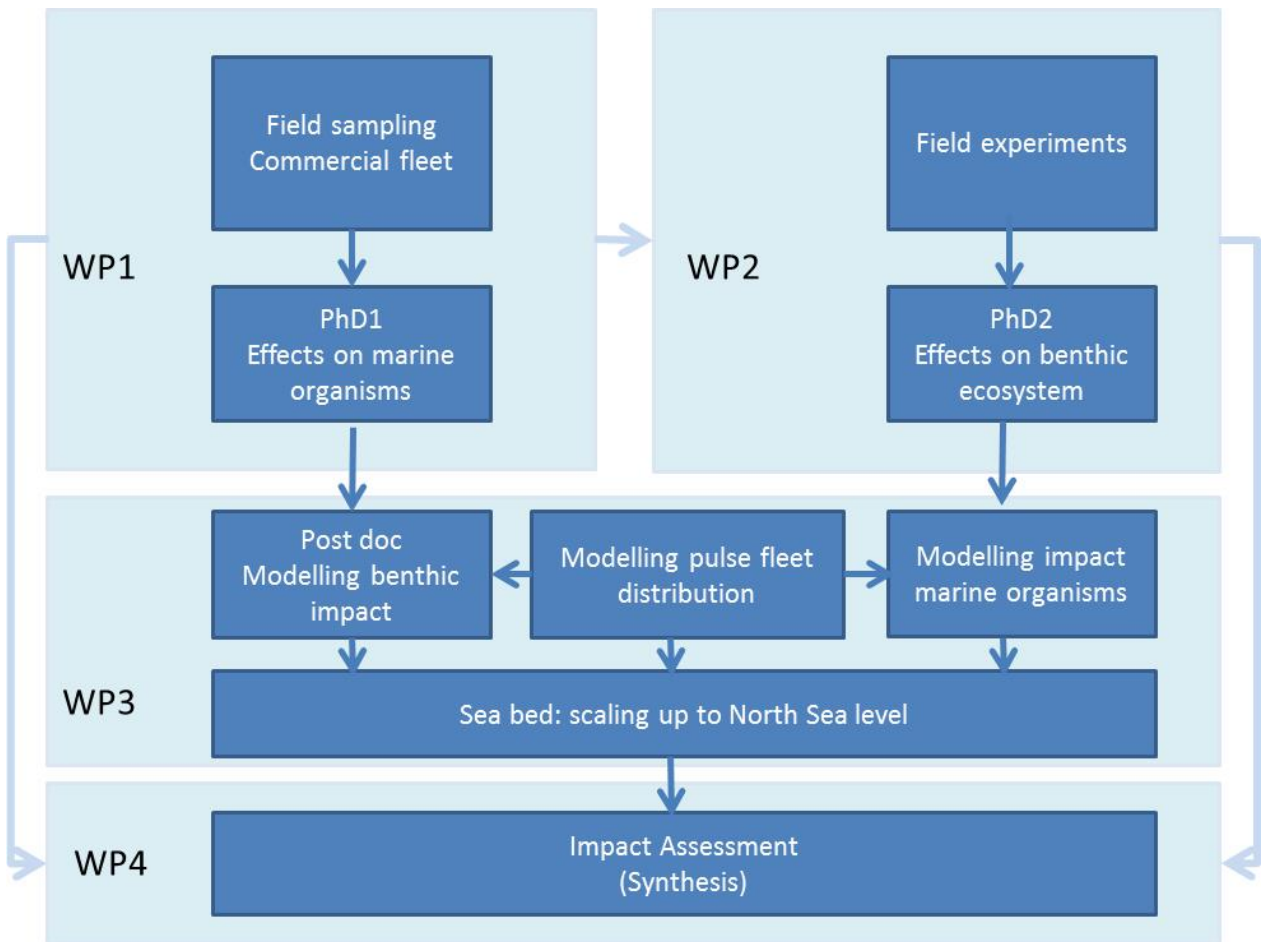 Field sampling
Commercial fleet
WP1
PhD1
Effects on marine
organisms
Field experiments
WP2
PhD2
Effects on benthic
ecosystem
Post doc
Modelling benthic
impact
Modelling pulse fleet
distribution
Modelling impact
marine organisms
WP3
Sea bed: scaling up to North Sea level
WP4
Impact Assessment
(Synthesis)